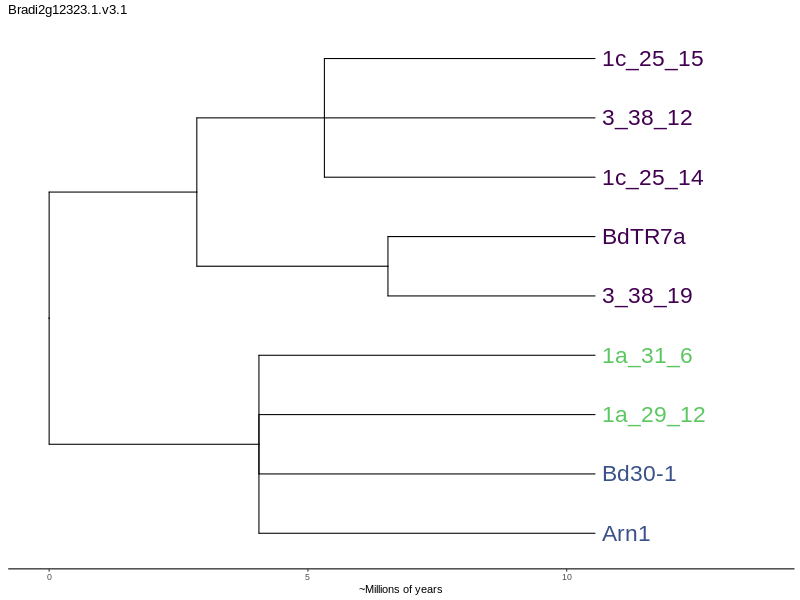 Bradi2g12323.1.v3.1
1c_25_15
3_38_12
1c_25_14
BdTR7a
3_38_19
1a_31_6
1a_29_12
Bd30-1
Arn1
0 5 10
~Millions of years